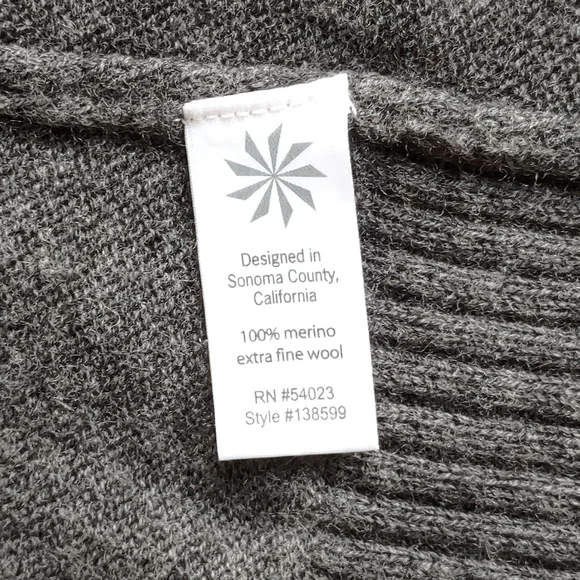 Designed in
Sonoma County,
California
100% merino
extra fine wool
RN #54023
Style #138599